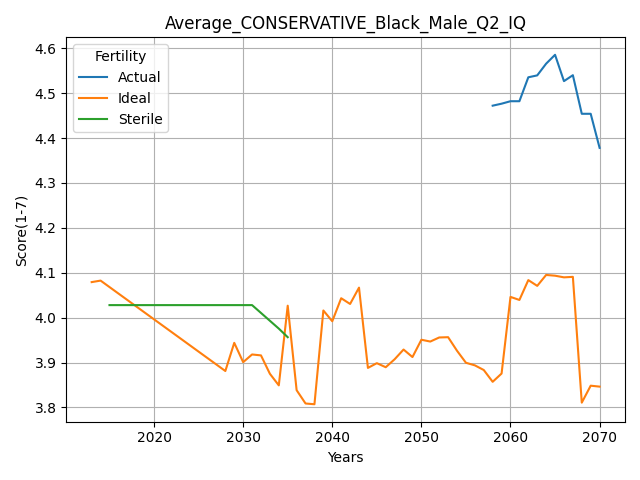 Average_CONSERVATIVE_Black_Male_Q2_IQ
Fertility
Actual
Ideal
Sterile
Score(1-7)
4.6
4.5
4.4
4.3
4.2
4.1
4.0
3.9
3.8
2020 2030 2040 2050 2060 2070
Years